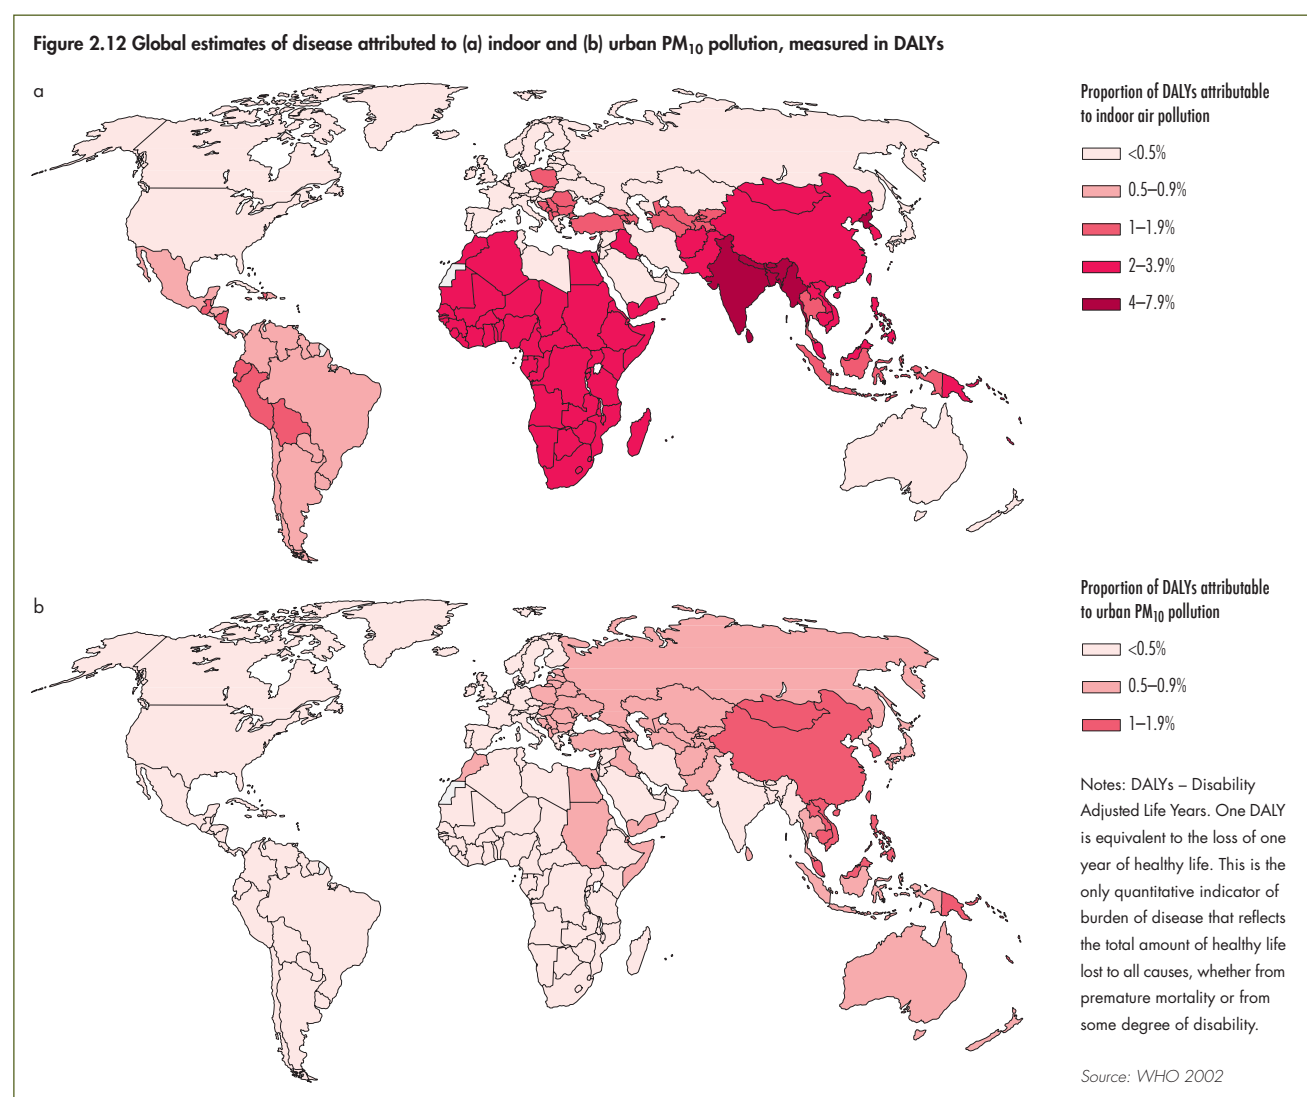 Figure 2.12 Global estimates of disease attributed to (a) indoor and (b) urban PM10 pollution, measured in DALYs
a
Proportion of DALYs attributable
to indoor air pollution
<0.5%
0.5–0.9%
1–1.9%
2–3.9%
4–7.9%
b
Proportion of DALYs attributable
to urban PM10 pollution
<0.5%
0.5–0.9%
1–1.9%
Notes: DALYs – Disability
Adjusted Life Years. One DALY
is equivalent to the loss of one
year of healthy life. This is the
only quantitative indicator of
burden of disease that reflects
the total amount of healthy life
lost to all causes, whether from
premature mortality or from
some degree of disability.
Source: WHO 2002